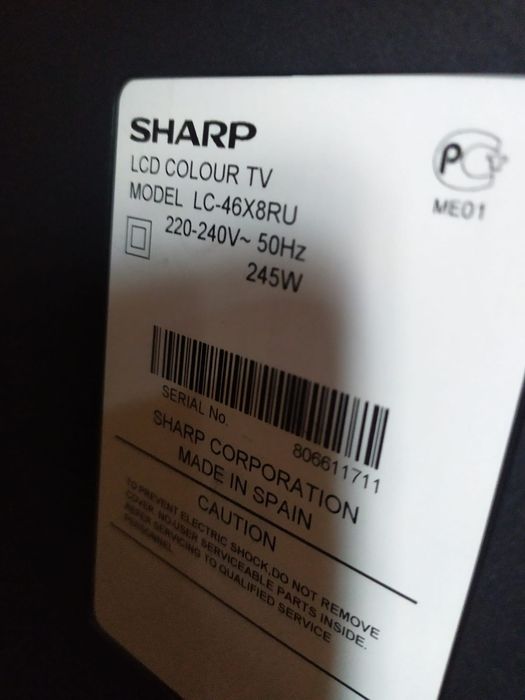 SHARP
LCD COLOUR TV
MODEL LC-46X8RU
220-240V~ 50Hz
245W
PC
ME01
SERIAL No.
806611711
SHARP CORPORATION
MADE IN SPAIN
CAUTION
TO PREVENT ELECTRIC SHOCK,DO NOT REMOVE
COVER. NO USER SERVICEABLE PARTS INSIDE.
REFER SERVICING TO QUALIFIED SERVICE
PERSONNEL.